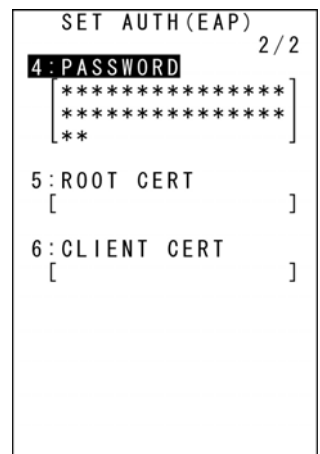 SET AUTH(EAP)
2/2
4:PASSWORD
[**************
**************
**]
5:ROOT CERT
[ ]
6:CLIENT CERT
[ ]